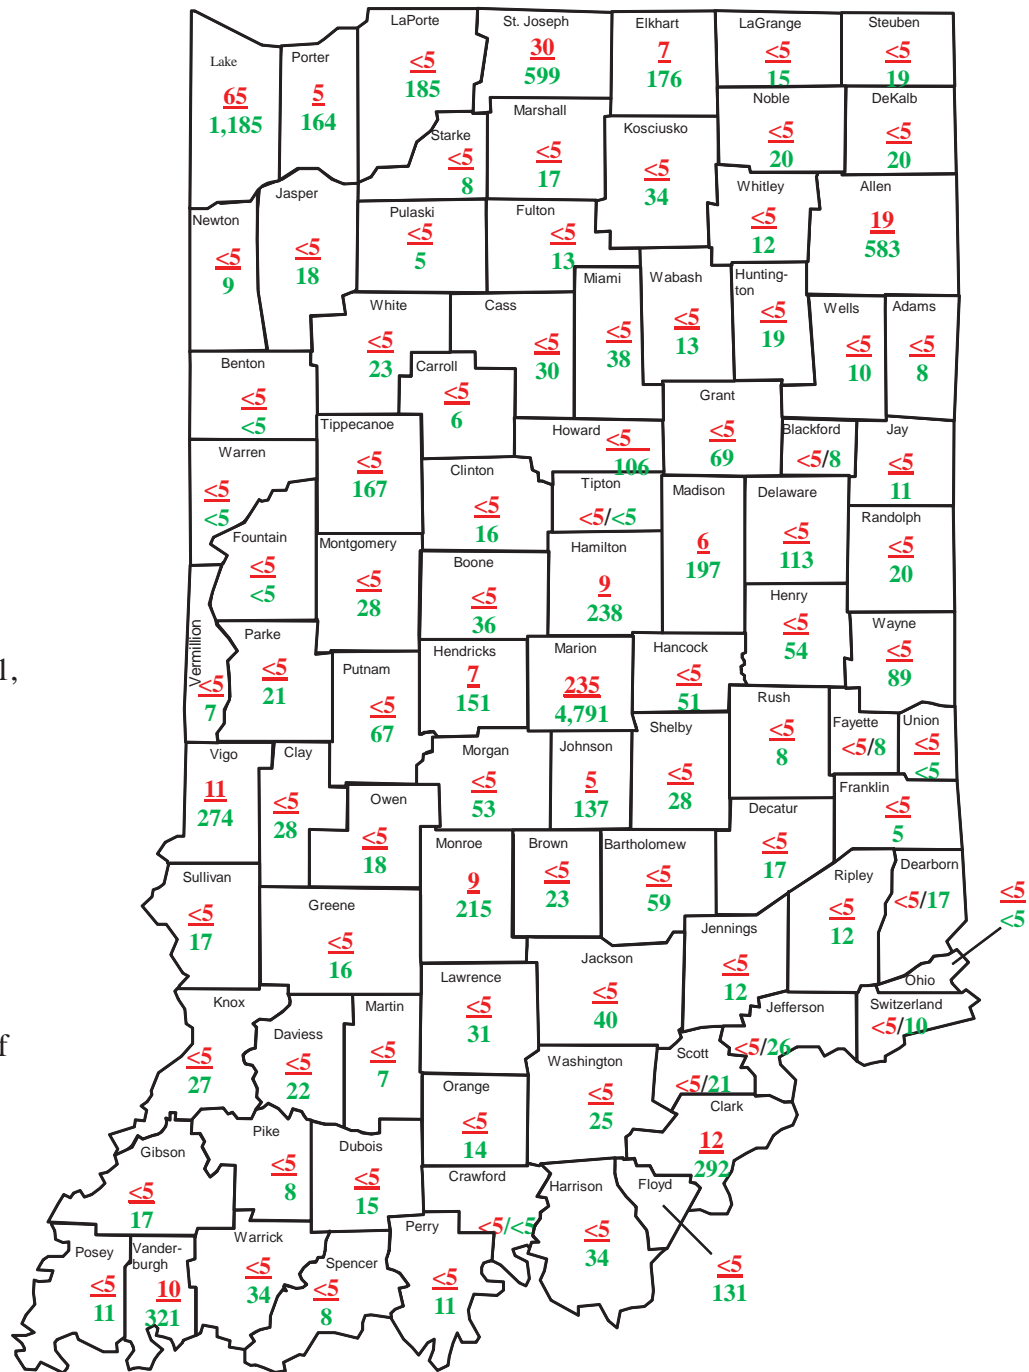 LaPorte
<5
185
St. Joseph
30
599
Elkhart
7
176
LaGrange
<5
15
Steuben
<5
19
Lake
65
1,185
Porter
5
164
Noble
<5
20
DeKalb
<5
20
Starke
<5
8
Marshall
<5
17
Kosciusko
<5
34
Whitley
<5
12
Allen
19
583
Newton
<5
9
Jasper
<5
18
Pulaski
<5
5
Fulton
<5
13
Miami
<5
38
Wabash
<5
13
Hunting-
ton
<5
19
Wells
<5
10
Adams
<5
8
White
<5
23
Cass
<5
30
Carroll
<5
6
Benton
<5
<5
Grant
<5
69
Howard
<5
106
Blackford
<5/8
Jay
<5
11
Warren
<5
<5
Tippecanoe
<5
167
Clinton
<5
16
Tipton
<5/<5
Madison
6
197
Delaware
<5
113
Randolph
<5
20
Fountain
<5
<5
Montgomery
<5
28
Boone
<5
36
Hamilton
9
238
Henry
<5
54
Wayne
<5
89
Vermillion
<5
7
Parke
<5
21
Putnam
<5
67
Hendricks
7
151
Marion
235
4,791
Hancock
<5
51
1,
Rush
<5
8
Fayette
<5/8
Union
<5
<5
Vigo
11
274
Clay
<5
28
Morgan
<5
53
Johnson
5
137
Shelby
<5
28
Owen
<5
18
Decatur
<5
17
Franklin
<5
5
Sullivan
<5
17
Greene
<5
16
Monroe
9
215
Brown
<5
23
Bartholomew
<5
59
Ripley
<5
12
Dearborn
<5/17
<5
<5
Jennings
<5
12
Lawrence
<5
31
Jackson
<5
40
Ohio
Knox
<5
27
Daviess
<5
22
Martin
<5
7
Jefferson
<5/26
Switzerland
<5/10
f
Washington
<5
25
Scott
<5/21
Orange
<5
14
Clark
12
292
Gibson
<5
17
Pike
<5
8
Dubois
<5
15
Crawford
<5/<5
Harrison
<5
34
Floyd
<5
131
Posey
<5
11
Vander-
burgh
10
321
Warrick
<5
34
Spencer
<5
8
Perry
<5
11